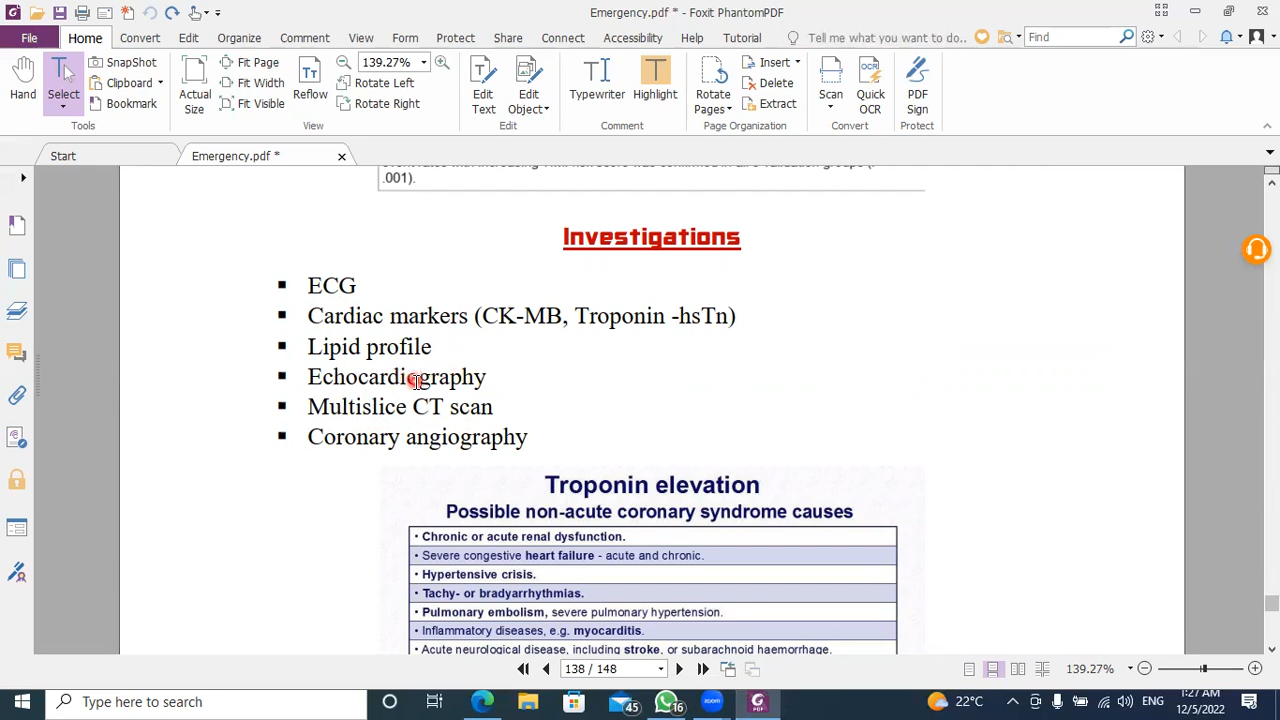 Emergency.pdf * - Foxit PhantomPDF
File Home Convert Edit Organize Comment View Form Protect Share Connect Accessibility Help Tutorial Tell me what you want to do.. Find
SnapShot Fit Page 139.27% Rotate Left Insert Delete
Clipboard Fit Width
Hand Select Bookmark Actual Size Fit Visible Reflow Rotate Right Edit Text Edit Object Typewriter Highlight Rotate Pages Extract Scan Quick OCR PDF Sign
Tools View Edit Comment Page Organization Convert Protect
Start Emergency.pdf *
.001).
Investigations
▪ ECG
▪ Cardiac markers (CK-MB, Troponin -hsTn)
▪ Lipid profile
▪ Echocardiography
▪ Multislice CT scan
▪ Coronary angiography
Troponin elevation
Possible non-acute coronary syndrome causes
• Chronic or acute renal dysfunction.
• Severe congestive heart failure - acute and chronic.
• Hypertensive crisis.
• Tachy- or bradyarrhythmias.
• Pulmonary embolism, severe pulmonary hypertension.
• Inflammatory diseases, e.g. myocarditis.
• Acute neurological disease, including stroke, or subarachnoid haemorrhage.
138 / 148 139.27%
Type here to search 45 16 22°C ENG 1:27 AM
12/5/2022